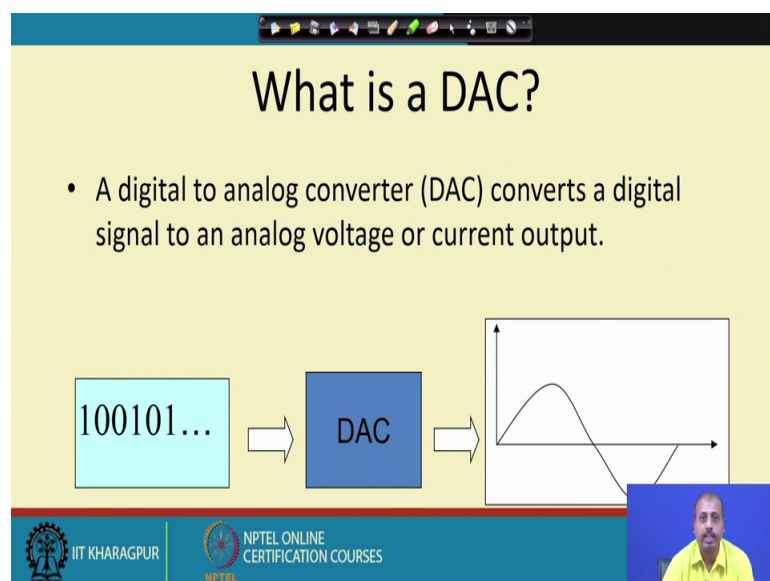 What is a DAC?
• A digital to analog converter (DAC) converts a digital
signal to an analog voltage or current output.
100101...
DAC
IIT KHARAGPUR
NPTEL ONLINE
CERTIFICATION COURSES
NPTEL